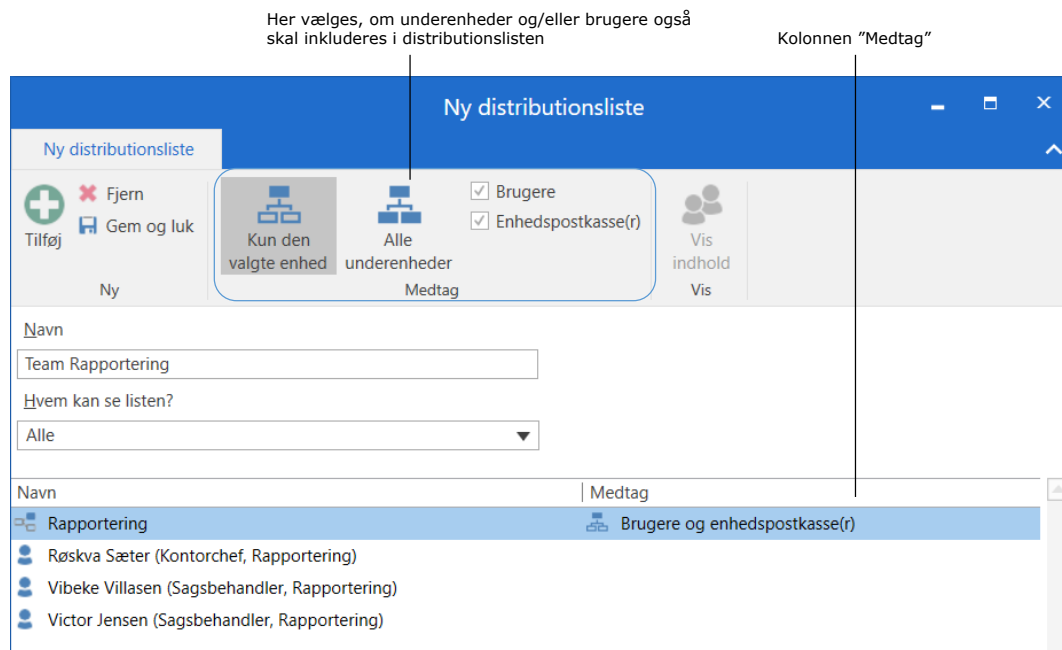 Her vælges, om underenheder og/eller brugere også
skal inkluderes i distributionslisten
Kolonnen ”Medtag”
Ny distributionsliste
Ny distributionsliste
Tilføj
Fjern
Gem og luk
Ny
Kun den
valgte enhed
Alle
underenheder
Brugere
Enhedspostkasse(r)
Medtag
Vis
indhold
Vis
Navn
Team Rapportering
Hvem kan se listen?
Alle
Navn Medtag
Rapportering Brugere og enhedspostkasse(r)
Røskva Sæter (Kontorchef, Rapportering)
Vibeke Villasen (Sagsbehandler, Rapportering)
Victor Jensen (Sagsbehandler, Rapportering)